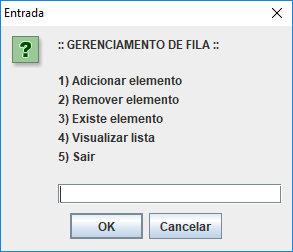 Entrada
:: GERENCIAMENTO DE FILA ::
1) Adicionar elemento
2) Remover elemento
3) Existe elemento
4) Visualizar lista
5) Sair
OK Cancelar